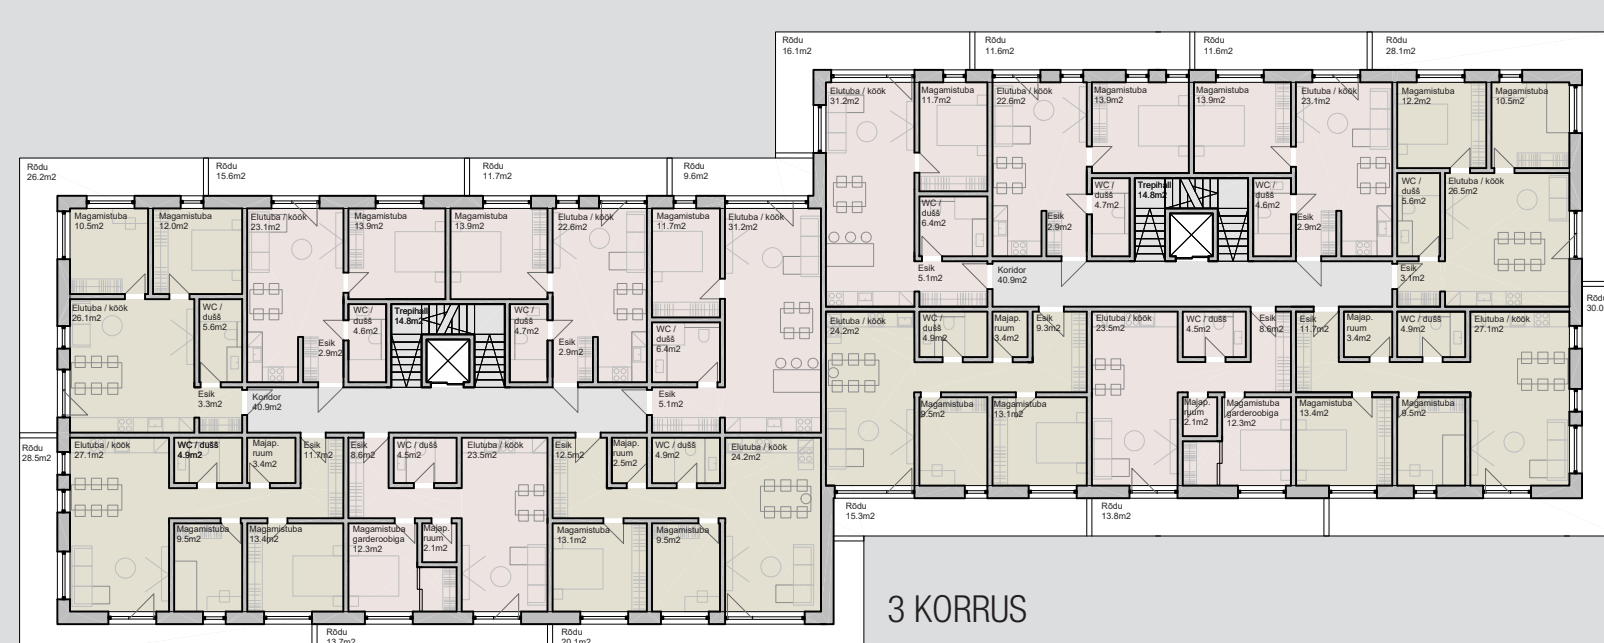 Rõdu
16.1m2
Rõdu
11.6m2
Rõdu
11.6m2
Rõdu
28.1m2
Elutuba / köök
31.2m2
Magamistuba
11.7m2
Elutuba / köök
22.6m2
Magamistuba
13.9m2
Magamistuba
13.9m2
Elutuba / köök
23.1m2
Magamistuba
12.2m2
Magamistuba
10.5m2
Rõdu
26.2m2
Rõdu
15.6m2
Rõdu
11.7m2
Rõdu
9.6m2
WC /
dušš
6.4m2
Esik
2.9m2
WC /
dušš
4.7m2
Trepihall
14.8m2
WC /
dušš
4.6m2
Esik
2.9m2
WC /
dušš
5.6m2
Elutuba / köök
26.5m2
Magamistuba
10.5m2
Magamistuba
12.0m2
Elutuba / köök
23.1m2
Magamistuba
13.9m2
Magamistuba
13.9m2
Elutuba / köök
22.6m2
Magamistuba
11.7m2
Elutuba / köök
31.2m2
Esik
5.1m2
Koridor
40.9m2
Esik
3.1m2
Rõdu
30.0
Elutuba / köök
26.1m2
WC /
dušš
5.6m2
Esik
2.9m2
WC /
dušš
4.6m2
Trepihall
14.8m2
WC /
dušš
4.7m2
Esik
2.9m2
WC /
dušš
6.4m2
Elutuba / köök
24.2m2
WC /
dušš
4.9m2
Majap.
ruum
3.4m2
Esik
9.3m2
Elutuba / köök
23.5m2
WC / dušš
4.5m2
Esik
8.6m2
Esik
11.7m2
Majap.
ruum
3.4m2
WC / dušš
4.9m2
Elutuba / köök
27.1m2
Esik
3.3m2
Koridor
40.9m2
Esik
5.1m2
Magamistuba
9.5m2
Magamistuba
13.1m2
Majap.
ruum
2.1m2
Magamistuba
garderoobiga
12.3m2
Magamistuba
13.4m2
Magamistuba
9.5m2
Rõdu
28.5m2
Elutuba / köök
27.1m2
WC / dušš
4.9m2
Majap.
ruum
3.4m2
Esik
11.7m2
Esik
8.6m2
WC / dušš
4.5m2
Elutuba / köök
23.5m2
Esik
12.5m2
Majap.
ruum
2.5m2
WC / dušš
4.9m2
Elutuba / köök
24.2m2
Rõdu
15.3m2
Rõdu
13.8m2
Magamistuba
9.5m2
Magamistuba
13.4m2
Magamistuba
garderoobiga
12.3m2
Majap.
ruum
2.1m2
Magamistuba
13.1m2
Magamistuba
9.5m2
3 KORRUS
Rõdu
13.7m2
Rõdu
20.1m2